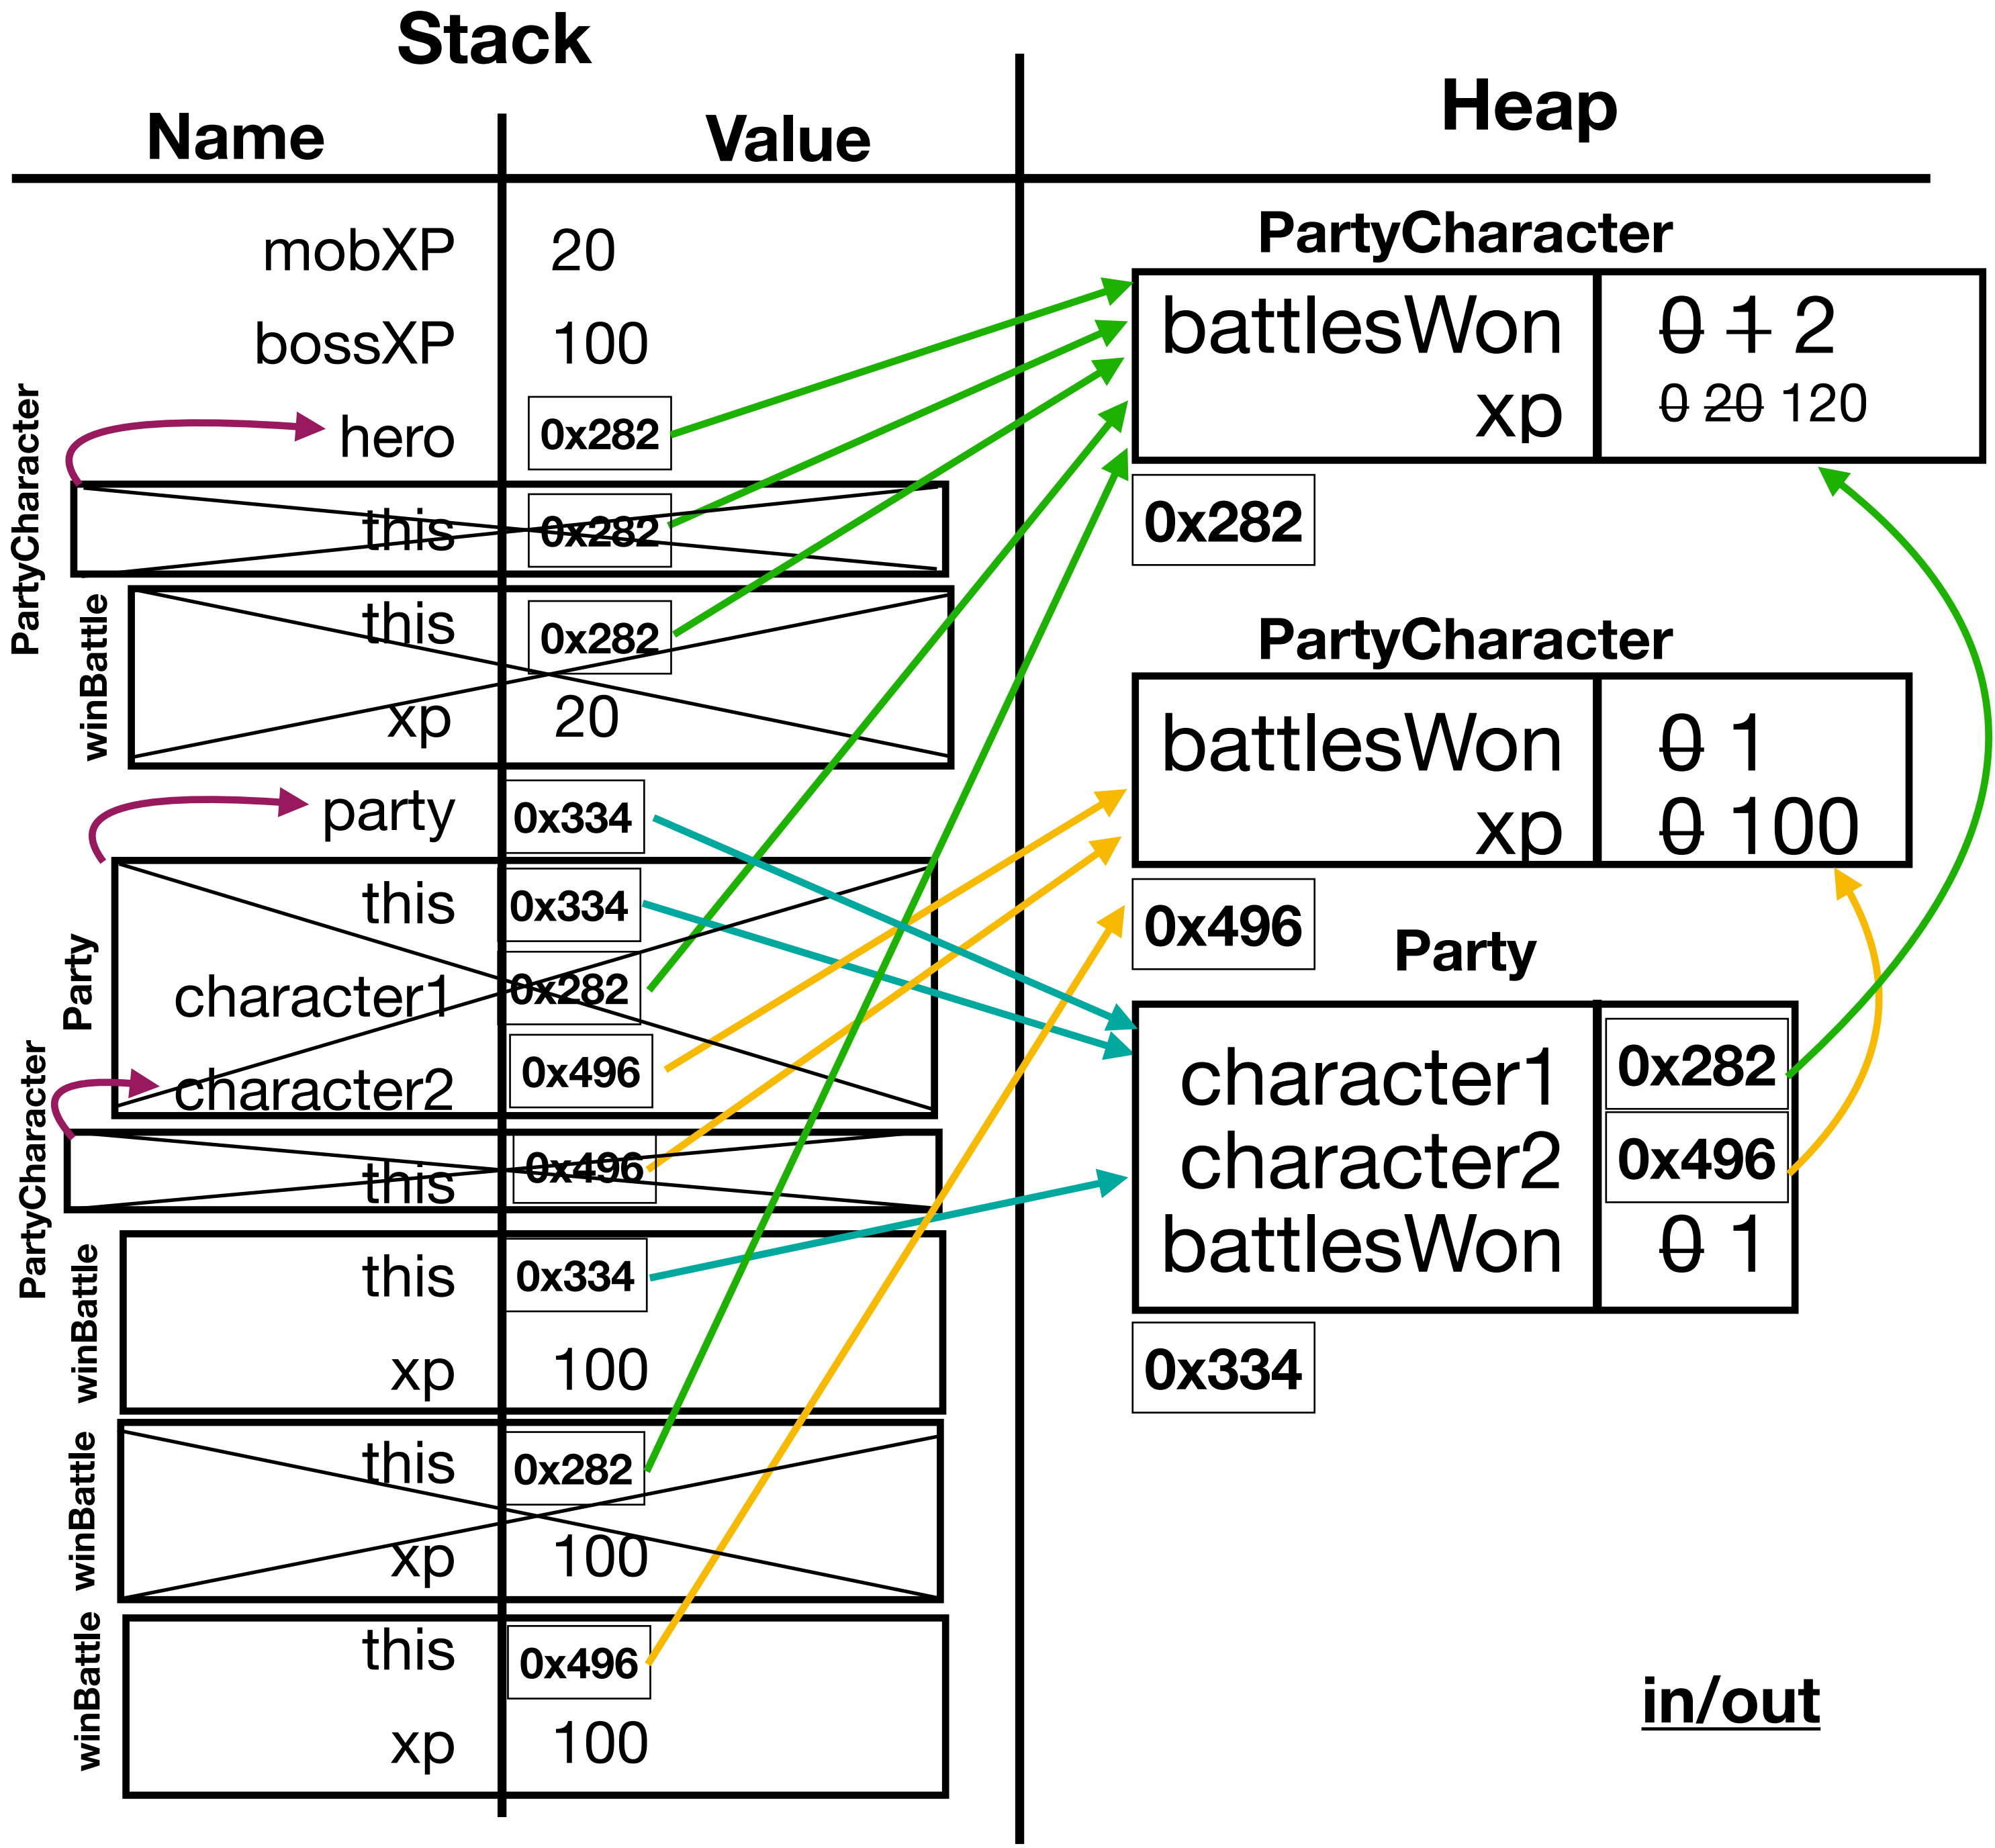 Stack
Name
Value
mobXP 20
bossXP 100
hero 0x282
PartyCharacter
this 0x282
winBattle
this 0x282
xp 20
party 0x334
Party
this 0x334
character1 0x282
character2 0x496
PartyCharacter
this 0x496
winBattle
this 0x334
xp 100
winBattle
this 0x282
xp 100
winBattle
this 0x496
xp 100
Heap
PartyCharacter
battlesWon 0 1 2
xp 0 20 120
0x282
PartyCharacter
battlesWon 0 1
xp 0 100
0x496
Party
character1 0x282
character2 0x496
battlesWon 0 1
0x334
in/out